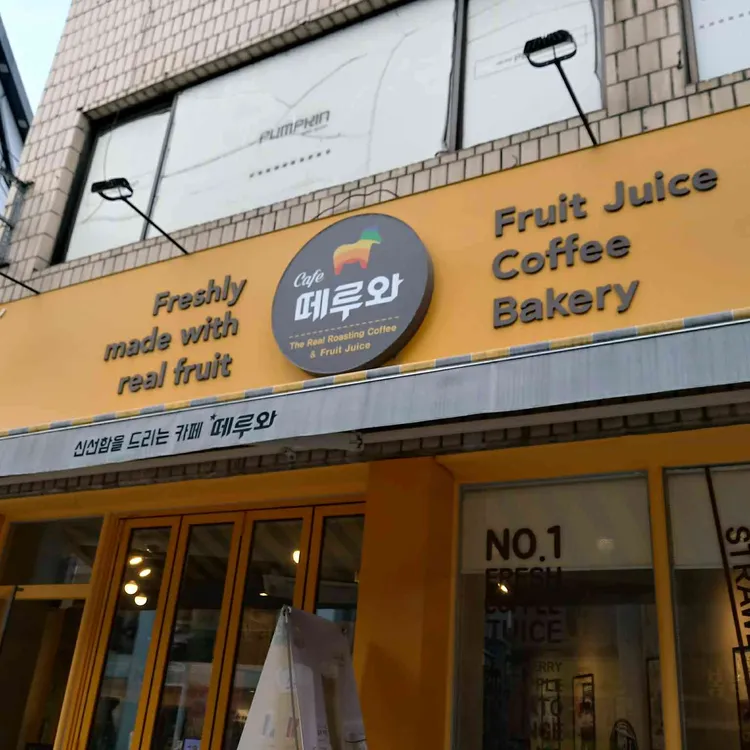 PUMPKIN
Freshly
made with
real fruit
Cafe
떼루와
The Real Roasting Coffee
& Fruit Juice
Fruit Juice
Coffee
Bakery
신선함을 드리는 카페 떼루와
NO.1
FRESH
COFFEE
JUICE